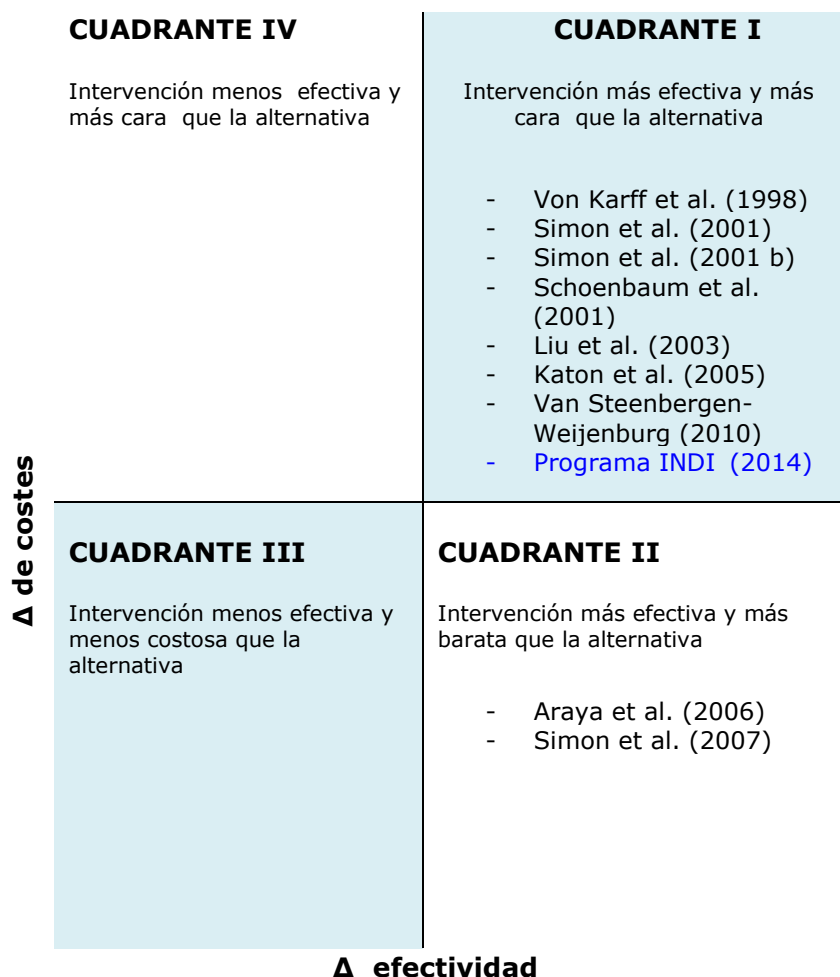 CUADRANTE IV
Intervención menos efectiva y
más cara que la alternativa
CUADRANTE I
Intervención más efectiva y más
cara que la alternativa
- Von Karff et al. (1998)
- Simon et al. (2001)
- Simon et al. (2001 b)
- Schoenbaum et al.
(2001)
- Liu et al. (2003)
- Katon et al. (2005)
- Van Steenbergen-
Weijenburg (2010)
- Programa INDI (2014)
Δ de costes
CUADRANTE III
Intervención menos efectiva y
menos costosa que la
alternativa
CUADRANTE II
Intervención más efectiva y más
barata que la alternativa
- Araya et al. (2006)
- Simon et al. (2007)
Δ efectividad